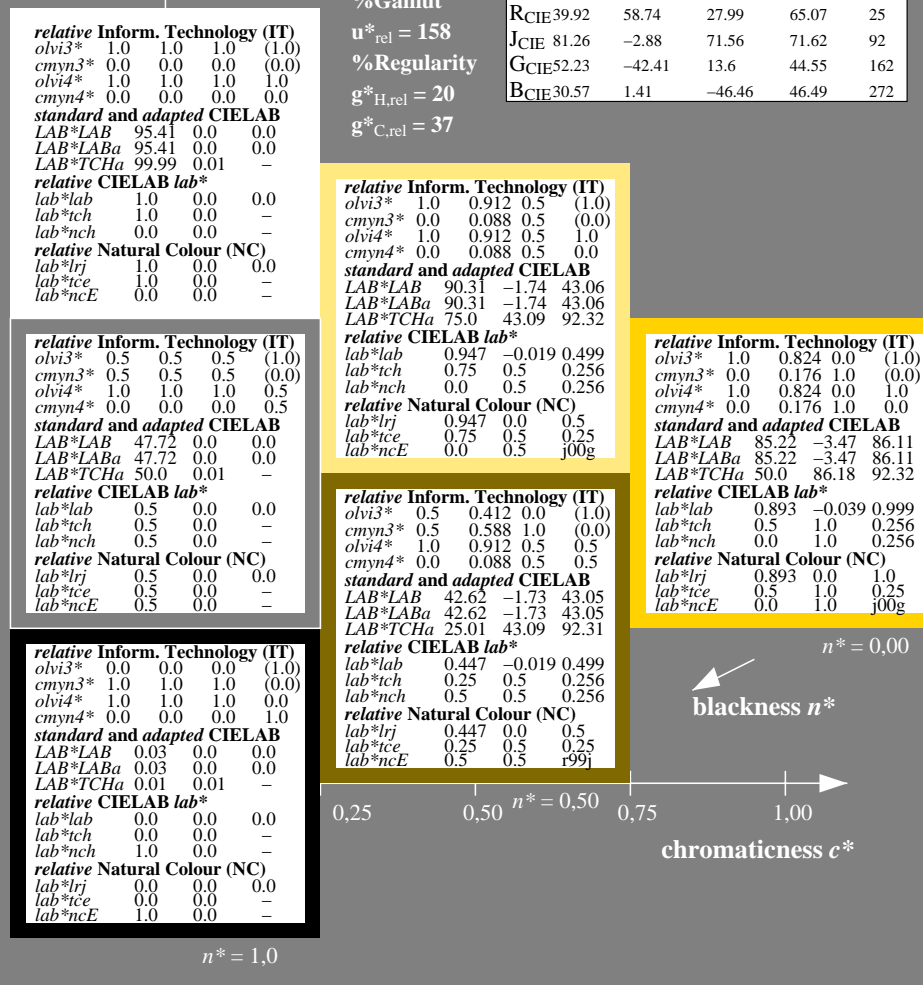 %Gamut
u*rel = 158
%Regularity
g*H,rel = 20
g*C,rel = 37
RCIE 39.92 58.74 27.99 65.07 25
JCIE 81.26 −2.88 71.56 71.62 92
GCIE 52.23 −42.41 13.6 44.55 162
BCIE 30.57 1.41 −46.46 46.49 272
relative Inform. Technology (IT)
olvi3* 1.0 1.0 1.0 (1.0)
cmyn3* 0.0 0.0 0.0 (0.0)
olvi4* 1.0 1.0 1.0 1.0
cmyn4* 0.0 0.0 0.0 0.0
standard and adapted CIELAB
LAB*LAB 95.41 0.0 0.0
LAB*LABa 95.41 0.0 0.0
LAB*TCHa 99.99 0.01 –
relative CIELAB lab*
lab*lab 1.0 0.0 0.0
lab*tch 1.0 0.0 –
lab*nch 0.0 0.0 –
relative Natural Colour (NC)
lab*lrj 1.0 0.0 0.0
lab*tce 1.0 0.0 –
lab*ncE 0.0 0.0 –
relative Inform. Technology (IT)
olvi3* 1.0 0.912 0.5 (1.0)
cmyn3* 0.0 0.088 0.5 (0.0)
olvi4* 1.0 0.912 0.5 1.0
cmyn4* 0.0 0.088 0.5 0.0
standard and adapted CIELAB
LAB*LAB 90.31 −1.74 43.06
LAB*LABa 90.31 −1.74 43.06
LAB*TCHa 75.0 43.09 92.32
relative CIELAB lab*
lab*lab 0.947 −0.019 0.499
lab*tch 0.75 0.5 0.256
lab*nch 0.0 0.5 0.256
relative Natural Colour (NC)
lab*lrj 0.947 0.0 0.5
lab*tce 0.75 0.5 0.25
lab*ncE 0.0 0.5 j00g
relative Inform. Technology (IT)
olvi3* 0.5 0.5 0.5 (1.0)
cmyn3* 0.5 0.5 0.5 (0.0)
olvi4* 1.0 1.0 1.0 0.5
cmyn4* 0.0 0.0 0.0 0.5
standard and adapted CIELAB
LAB*LAB 47.72 0.0 0.0
LAB*LABa 47.72 0.0 0.0
LAB*TCHa 50.0 0.01 –
relative CIELAB lab*
lab*lab 0.5 0.0 0.0
lab*tch 0.5 0.0 –
lab*nch 0.5 0.0 –
relative Natural Colour (NC)
lab*lrj 0.5 0.0 0.0
lab*tce 0.5 0.0 –
lab*ncE 0.5 0.0 –
relative Inform. Technology (IT)
olvi3* 1.0 0.824 0.0 (1.0)
cmyn3* 0.0 0.176 1.0 (0.0)
olvi4* 1.0 0.824 0.0 1.0
cmyn4* 0.0 0.176 1.0 0.0
standard and adapted CIELAB
LAB*LAB 85.22 −3.47 86.11
LAB*LABa 85.22 −3.47 86.11
LAB*TCHa 50.0 86.18 92.32
relative CIELAB lab*
lab*lab 0.893 −0.039 0.999
lab*tch 0.5 1.0 0.256
lab*nch 0.0 1.0 0.256
relative Natural Colour (NC)
lab*lrj 0.893 0.0 1.0
lab*tce 0.5 1.0 0.25
lab*ncE 0.0 1.0 j00g
relative Inform. Technology (IT)
olvi3* 0.5 0.412 0.0 (1.0)
cmyn3* 0.5 0.588 1.0 (0.0)
olvi4* 1.0 0.912 0.5 0.5
cmyn4* 0.0 0.088 0.5 0.5
standard and adapted CIELAB
LAB*LAB 42.62 −1.73 43.05
LAB*LABa 42.62 −1.73 43.05
LAB*TCHa 25.01 43.09 92.31
relative CIELAB lab*
lab*lab 0.447 −0.019 0.499
lab*tch 0.25 0.5 0.256
lab*nch 0.5 0.5 0.256
relative Natural Colour (NC)
lab*lrj 0.447 0.0 0.5
lab*tce 0.25 0.5 0.25
lab*ncE 0.5 0.5 r99j
relative Inform. Technology (IT)
olvi3* 0.0 0.0 0.0 (1.0)
cmyn3* 1.0 1.0 1.0 (0.0)
olvi4* 1.0 1.0 1.0 0.0
cmyn4* 0.0 0.0 0.0 1.0
standard and adapted CIELAB
LAB*LAB 0.03 0.0 0.0
LAB*LABa 0.03 0.0 0.0
LAB*TCHa 0.01 0.01 –
relative CIELAB lab*
lab*lab 0.0 0.0 0.0
lab*tch 0.0 0.0 –
lab*nch 1.0 0.0 –
relative Natural Colour (NC)
lab*lrj 0.0 0.0 0.0
lab*tce 0.0 0.0 –
lab*ncE 1.0 0.0 –
n* = 0,00
blackness n*
0,25 0,50 n* = 0,50 0,75 1,00
chromaticness c*
n* = 1,0